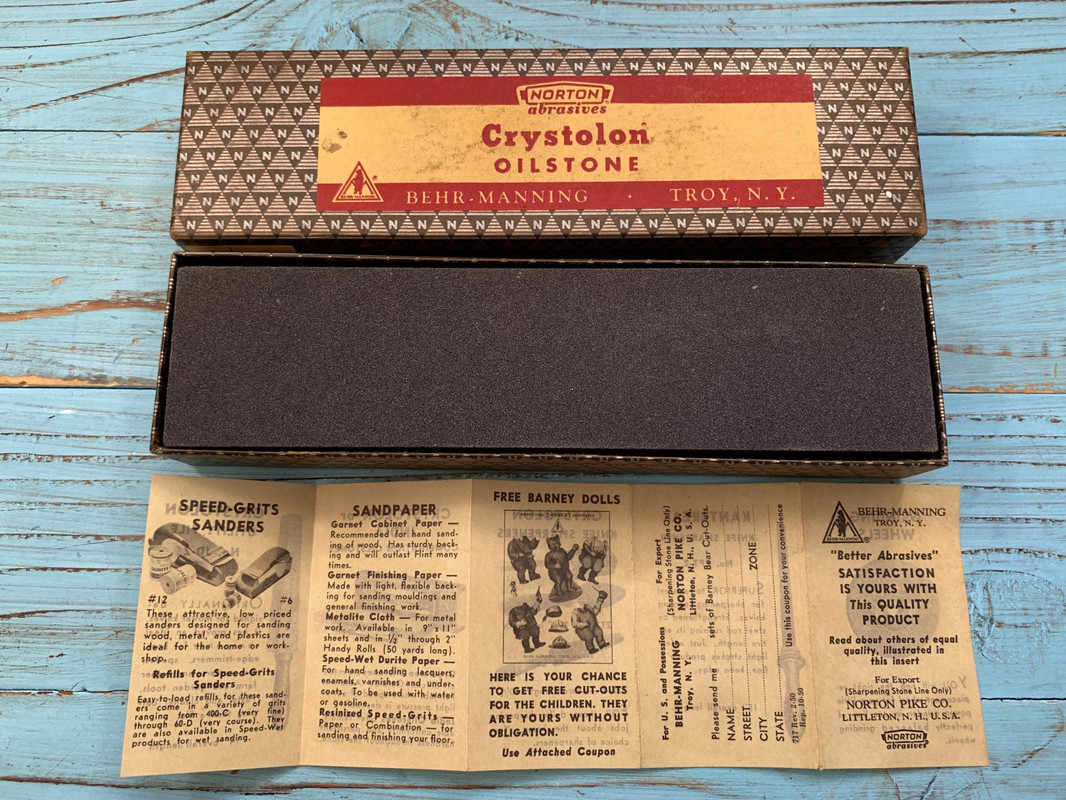 NORTON
abrasives
Crystolon
OILSTONE
BEHR-MANNING · TROY, N. Y.
SPEED-GRITS
SANDERS
#12 #6
These attractive, low priced
sanders designed for sanding
wood, metal, and plastics are
ideal for the home or work-
shop.
Refills for Speed-Grits
Sanders
Easy-to-load refills for these sand-
ers come in a variety of grits
ranging from 400-C (very fine)
through 60-D (very course). They
are also available in Speed-Wet
products for wet sanding.
SANDPAPER
Garnet Cabinet Paper —
Recommended for hand sand-
ing of wood. Has sturdy back-
ing and will outlast Flint many
times.
Garnet Finishing Paper —
Made with light, flexible back-
ing for sanding mouldings and
general finishing work.
Metalite Cloth — For metal
work. Available in 9"x11"
sheets and in ½" through 2"
Handy Rolls (50 yards long).
Speed-Wet Durite Paper —
For hand sanding lacquers,
enamels, varnishes and under-
coats. To be used with water
or gasoline.
Resinized Speed-Grits —
Paper or Combination — for
sanding and finishing your floor.
FREE BARNEY DOLLS
HERE IS YOUR CHANCE
TO GET FREE CUT-OUTS
FOR THE CHILDREN. THEY
ARE YOURS WITHOUT
OBLIGATION.
Use Attached Coupon
For U. S. and Possessions
BEHR-MANNING
Troy, N. Y.
For Export
(Sharpening Stone Line Only)
NORTON PIKE CO.
Littleton, N. H., U. S. A.
Please send me sets of Barney Bear Cut-Outs.
NAME
STREET
CITY ZONE
STATE
717 Rev. 2-50
Rep. 10-50
Use this coupon for your convenience
BEHR-MANNING
TROY, N. Y.
"Better Abrasives"
SATISFACTION
IS YOURS WITH
This QUALITY
PRODUCT
Read about others of equal
quality, illustrated in
this insert
For Export
(Sharpening Stone Line Only)
NORTON PIKE CO.
LITTLETON, N. H., U.S.A.
NORTON
abrasives